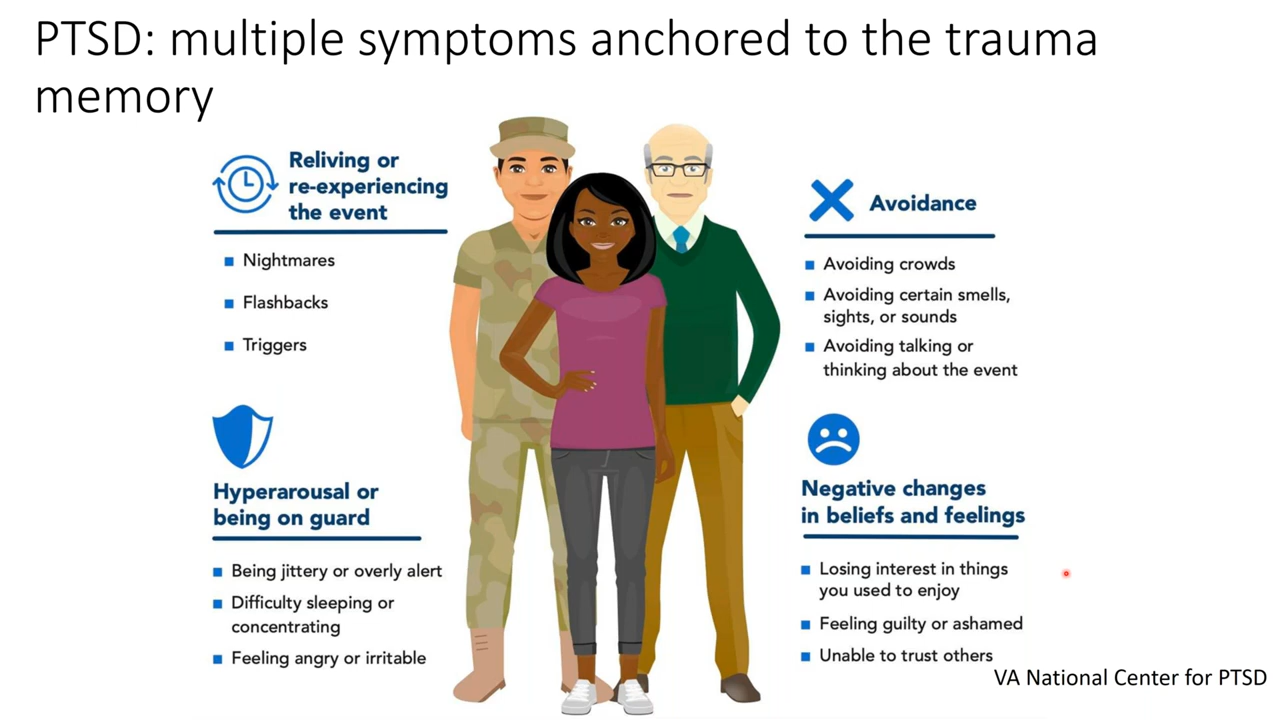 PTSD: multiple symptoms anchored to the trauma
memory
Reliving or
re-experiencing
the event
Nightmares
Flashbacks
Triggers
Hyperarousal or
being on guard
Being jittery or overly alert
Difficulty sleeping or
concentrating
Feeling angry or irritable
Avoidance
Avoiding crowds
Avoiding certain smells,
sights, or sounds
Avoiding talking or
thinking about the event
Negative changes
in beliefs and feelings
Losing interest in things
you used to enjoy
Feeling guilty or ashamed
Unable to trust others
VA National Center for PTSD